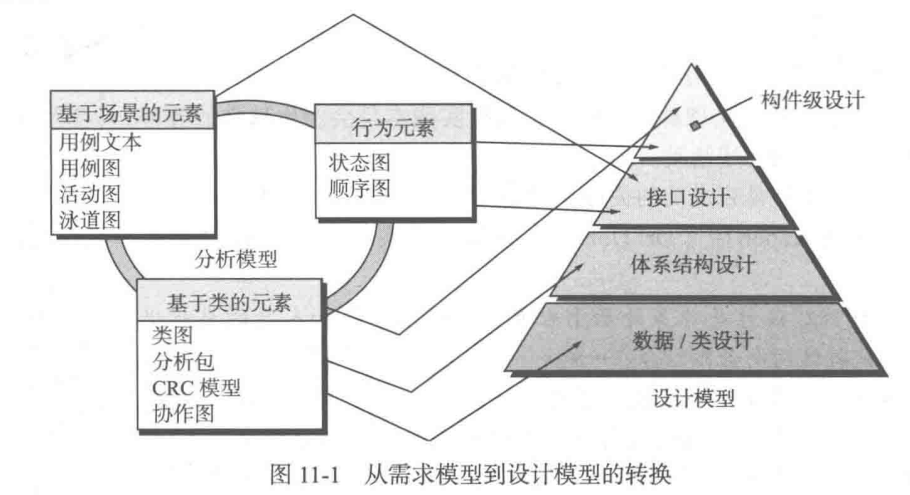 基于场景的元素
用例文本
用例图
活动图
泳道图
行为元素
状态图
顺序图
分析模型
基于类的元素
类图
分析包
CRC 模型
协作图
构件级设计
接口设计
体系结构设计
数据 / 类设计
设计模型
图 11-1 从需求模型到设计模型的转换